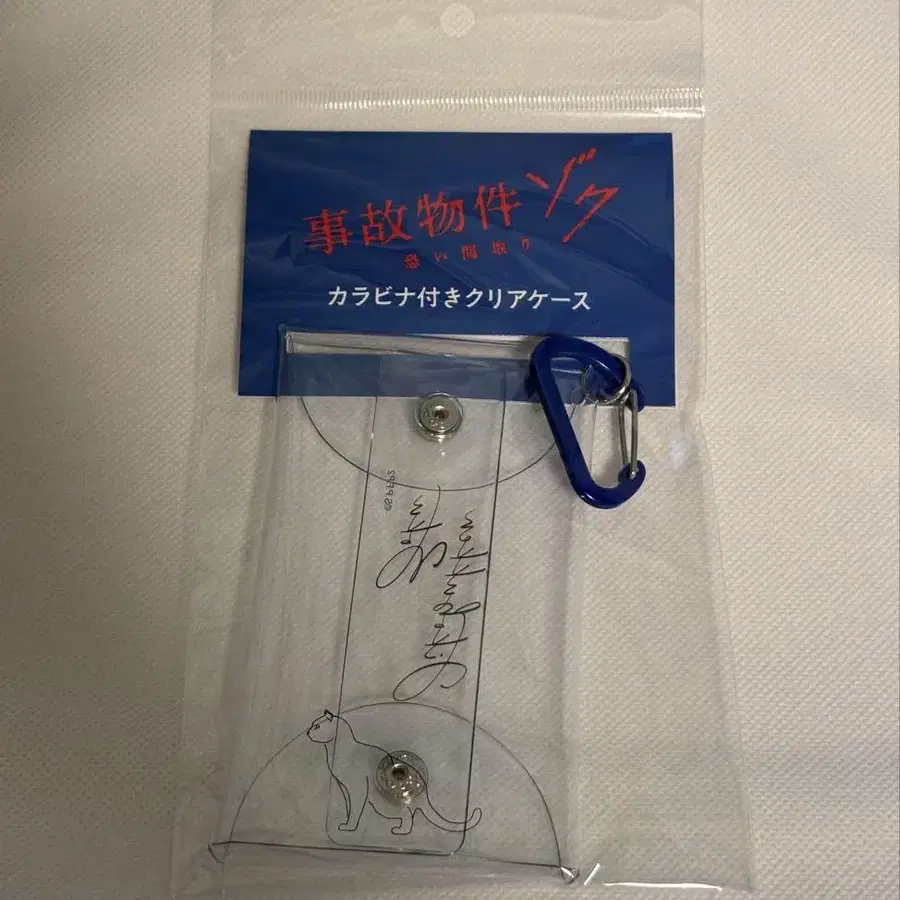 事故物件ゾク
恐い間取り
カラビナ付きクリアケース